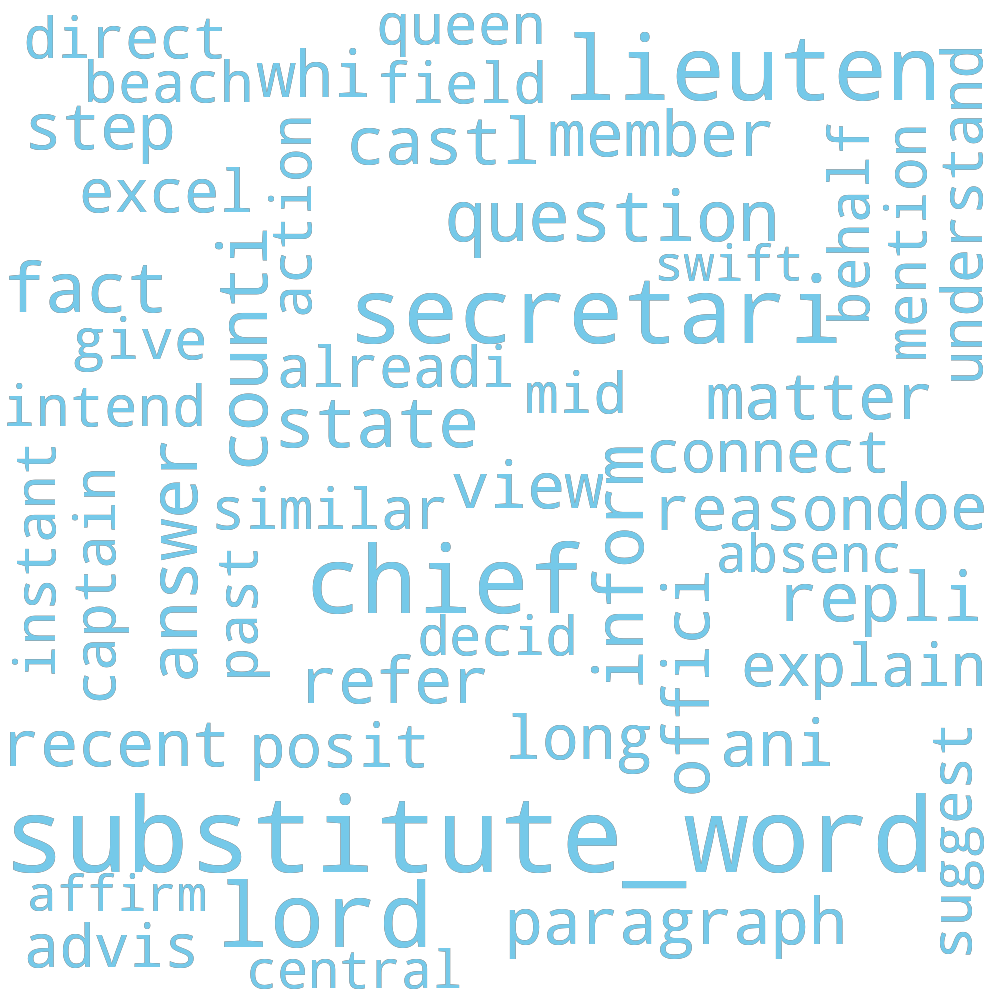 direct
queen
lieuten
beach
whi
field
understand
step
castl
member
action
behalf
mention
excel
question
counti
swift
fact
secretari
give
alreadi
mid
matter
intend
state
connect
instant
captain
answer
similar
view
inform
reason
doe
past
chief
absenc
offici
repli
decid
refer
explain
recent
posit
long
ani
suggest
substitute_word
affirm
lord
paragraph
advis
central